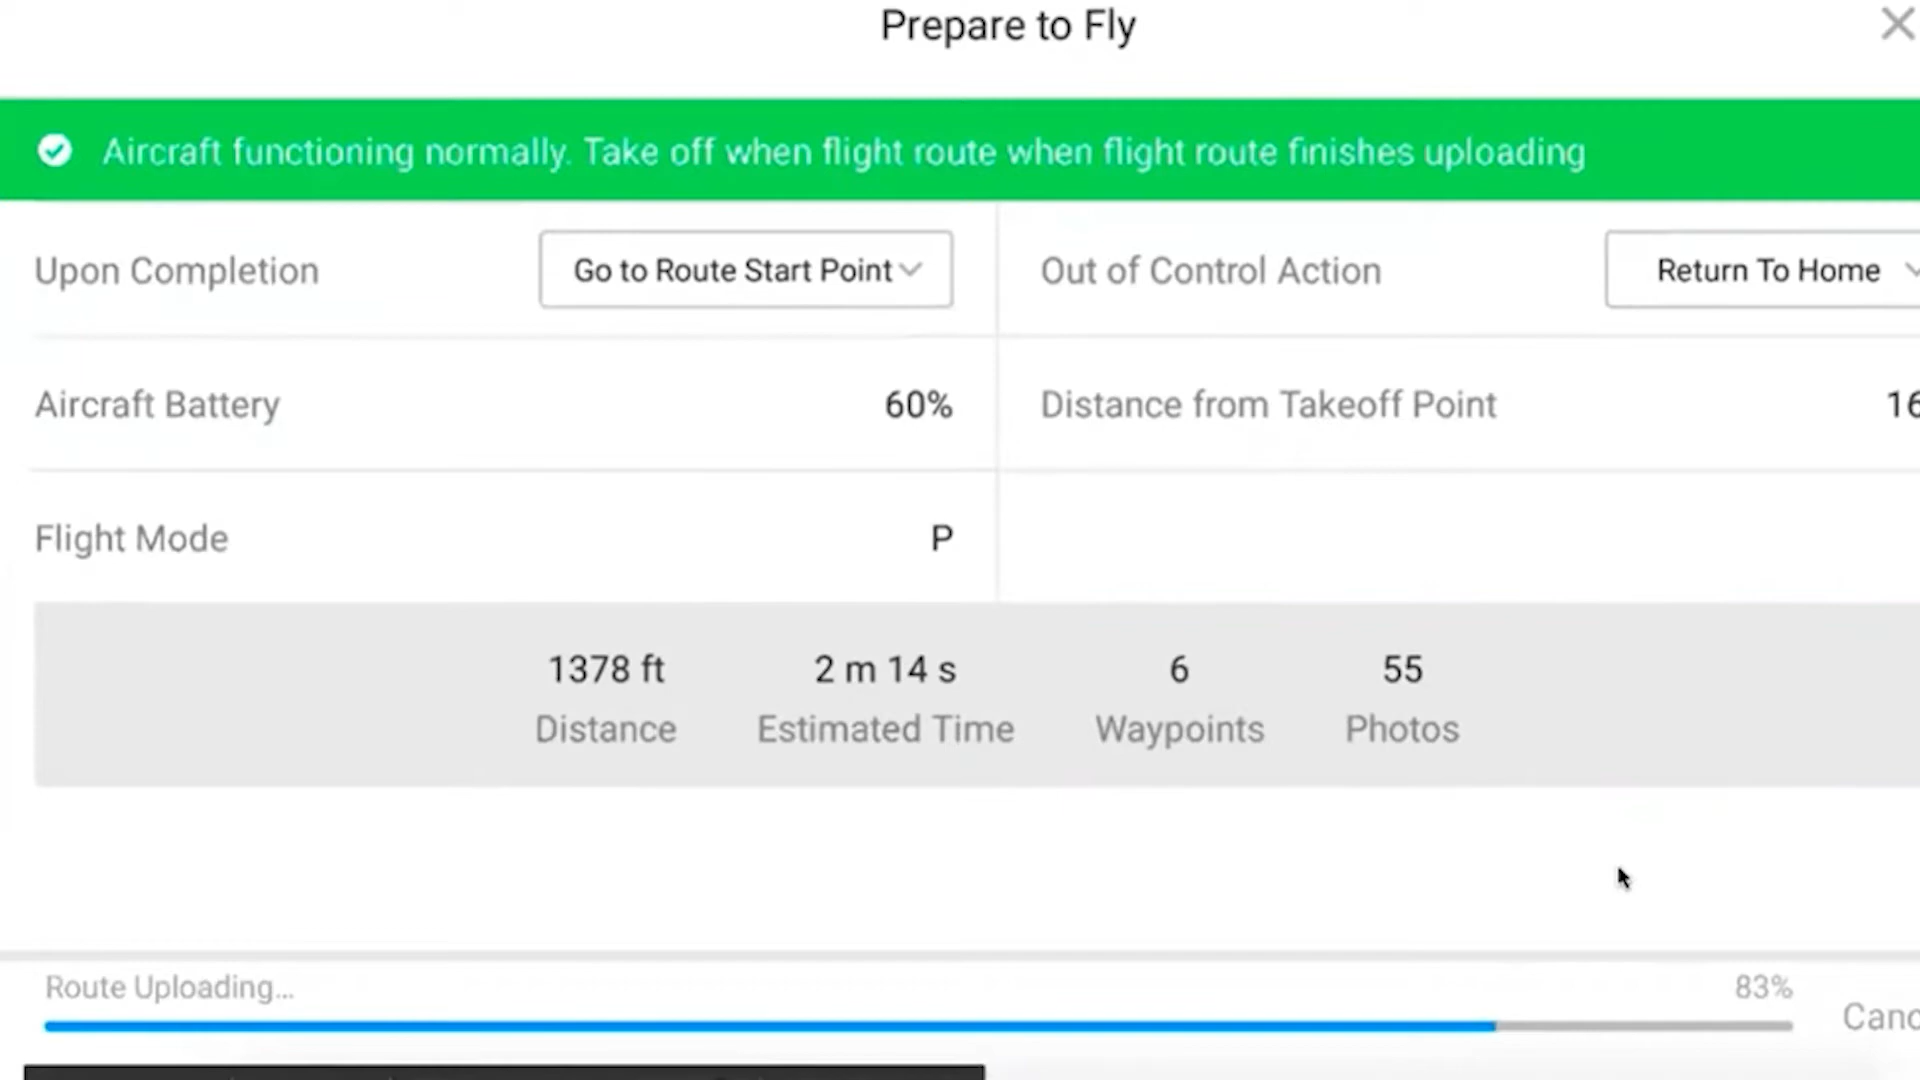 Prepare to Fly
Aircraft functioning normally. Take off when flight route when flight route finishes uploading
Upon Completion
Go to Route Start Point
Out of Control Action
Return To Home
Aircraft Battery
60%
Distance from Takeoff Point
16
Flight Mode
P
1378 ft
2 m 14 s
6
55
Distance
Estimated Time
Waypoints
Photos
Route Uploading...
83%
Canc